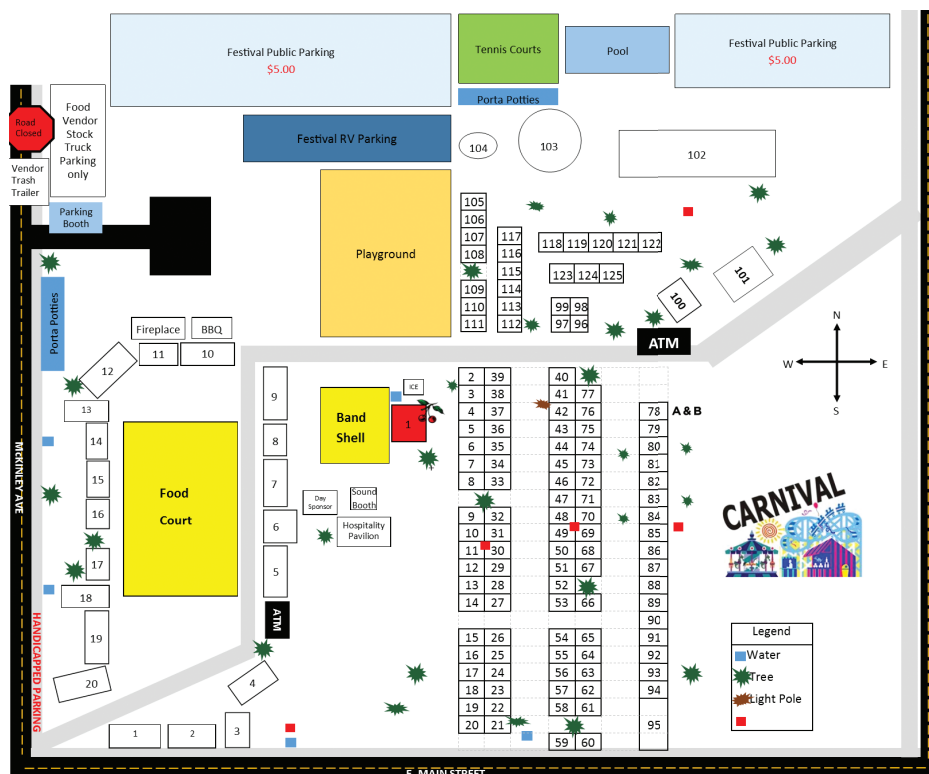 Festival Public Parking
$5.00
Tennis Courts
Pool
Festival Public Parking
$5.00
Porta Potties
Road
Closed
Food
Vendor
Stock
Truck
Parking
only
Vendor
Trash
Trailer
Parking
Booth
Festival RV Parking
104
103
102
Playground
105
106
107
108
109
110
111
117
116
115
114
113
112
118 119 120 121 122
123 124 125
99 98
97 96
100
101
ATM
N
W E
S
Porta Potties
Fireplace
BBQ
11
10
12
13
14
15
16
17
18
19
20
Food
Court
McKINLEY AVE
HANDICAPPED PARKING
9
8
7
6
5
ATM
4
3
2
1
Band
Shell
ICE
1
Day
Sponsor
Sound
Booth
Hospitality
Pavilion
2 39
3 38
4 37
5 36
6 35
7 34
8 33
9 32
10 31
11 30
12 29
13 28
14 27
15 26
16 25
17 24
18 23
19 22
20 21
40
41 77
42 76
43 75
44 74
45 73
46 72
47 71
48 70
49 69
50 68
51 67
52
53 66
54 65
55 64
56 63
57 62
58 61
59 60
78 A & B
79
80
81
82
83
84
85
86
87
88
89
90
91
92
93
94
95
CARNIVAL
Legend
Water
Tree
Light Pole
E. MAIN STREET